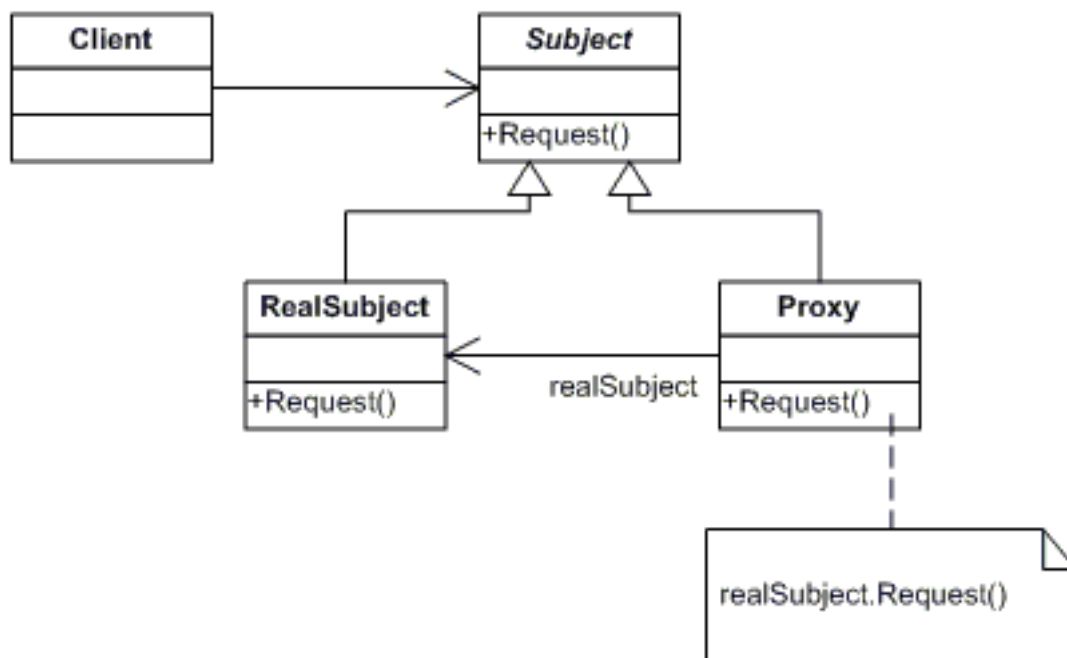 Client
Subject
+Request()
RealSubject
+Request()
Proxy
+Request()
realSubject
realSubject.Request()